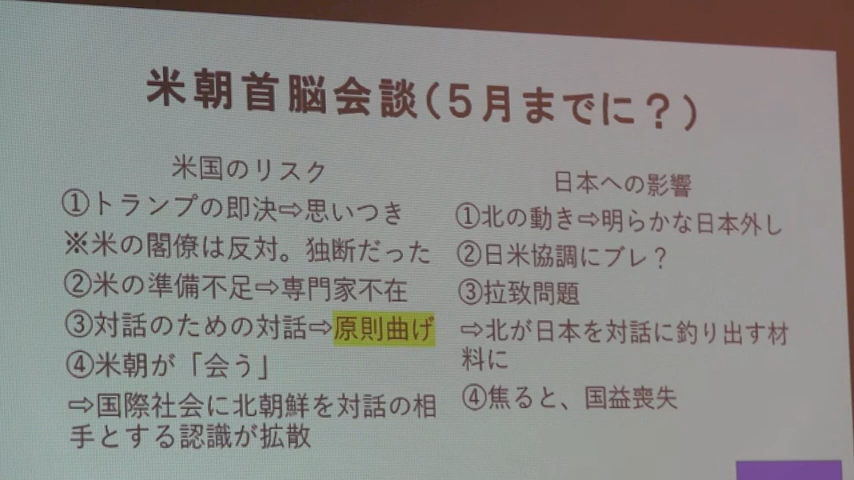 米朝首脳会談(5月までに?)
米国のリスク
①トランプの即決⇨思いつき
※米の閣僚は反対。独断だった
②米の準備不足⇨専門家不在
③対話のための対話⇨原則曲げ
④米朝が「会う」
⇨国際社会に北朝鮮を対話の相
手とする認識が拡散
日本への影響
①北の動き⇨明らかな日本外し
②日米協調にブレ?
③拉致問題
⇨北が日本を対話に釣り出す材
料に
④焦ると、国益喪失